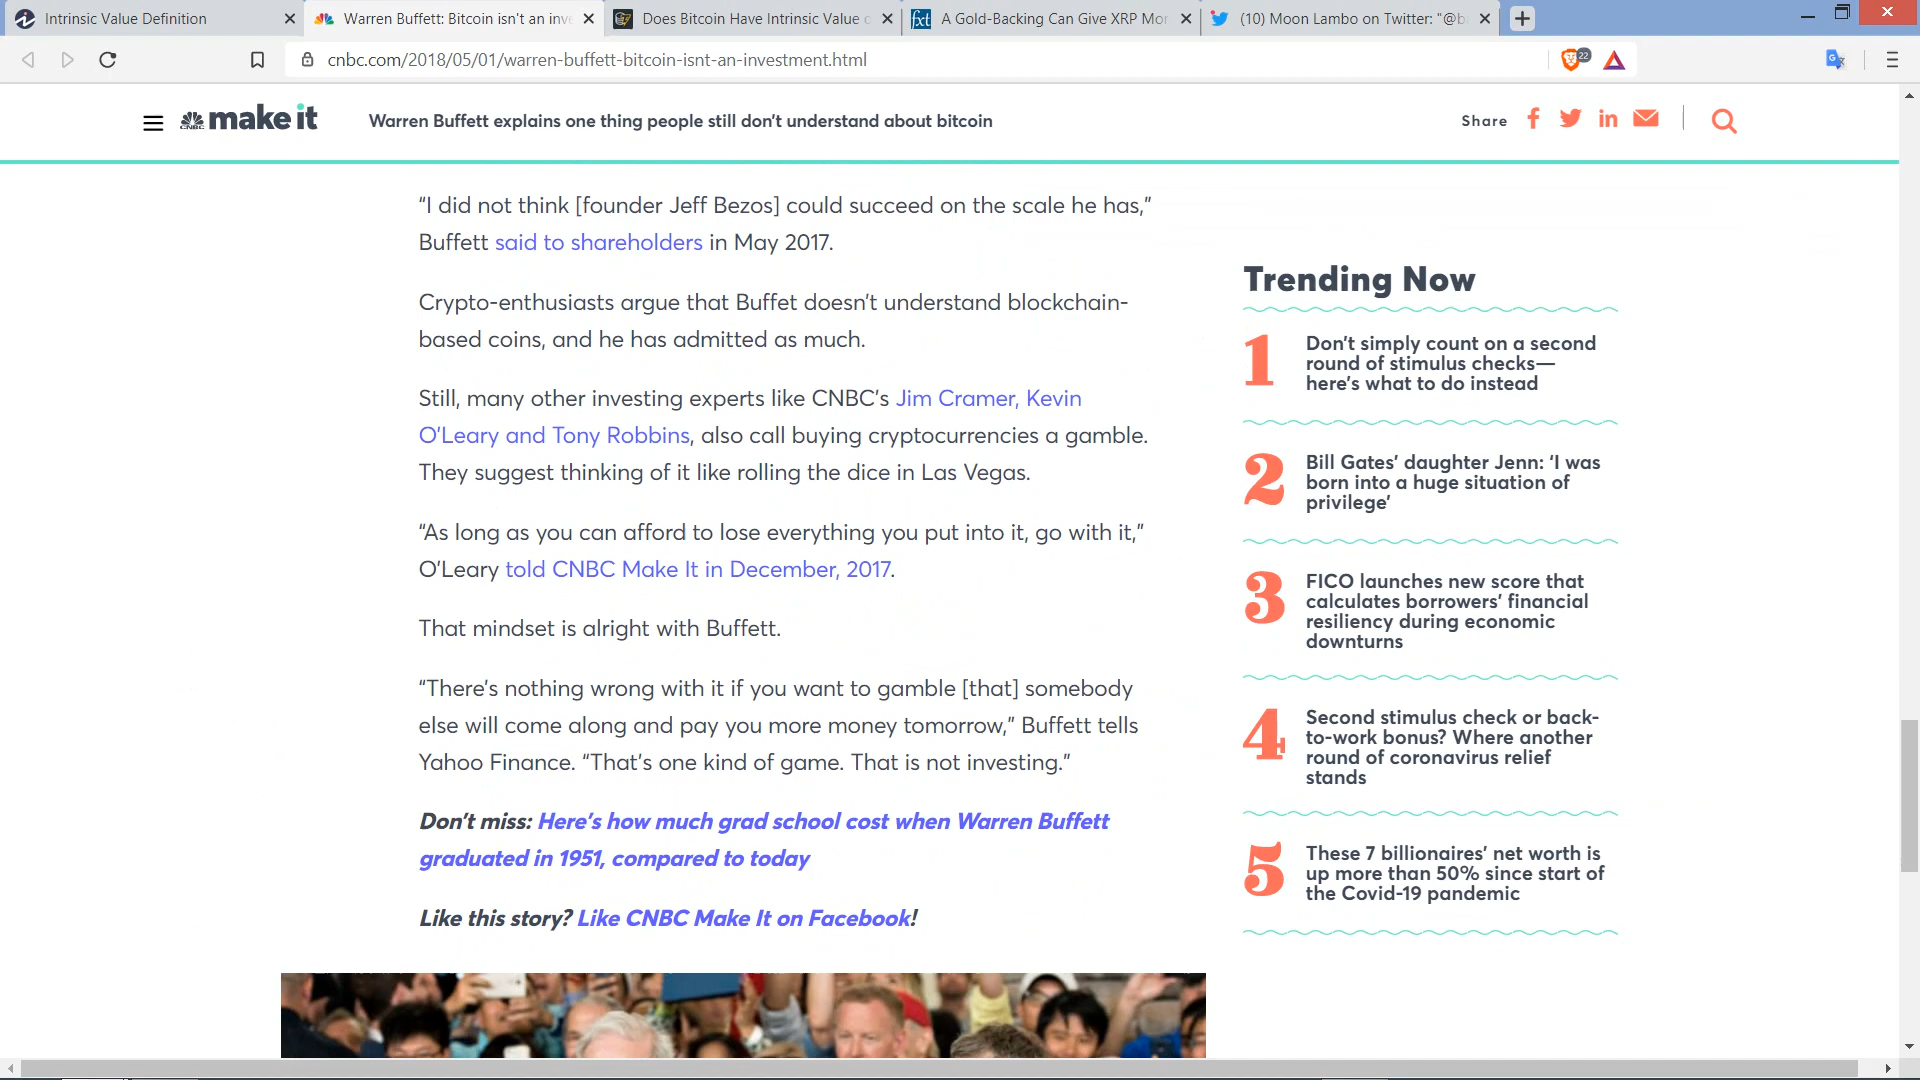 Intrinsic Value Definition
Warren Buffett: Bitcoin isn't an inve
Does Bitcoin Have Intrinsic Value o
fxt
A Gold-Backing Can Give XRP Mor
(10) Moon Lambo on Twitter: "@b
cnbc.com/2018/05/01/warren-buffett-bitcoin-isnt-an-investment.html
22
CNBC make it
Warren Buffett explains one thing people still don't understand about bitcoin
Share
“I did not think [founder Jeff Bezos] could succeed on the scale he has,”
Buffett said to shareholders in May 2017.
Crypto-enthusiasts argue that Buffet doesn't understand blockchain-
based coins, and he has admitted as much.
Still, many other investing experts like CNBC's Jim Cramer, Kevin
O'Leary and Tony Robbins, also call buying cryptocurrencies a gamble.
They suggest thinking of it like rolling the dice in Las Vegas.
“As long as you can afford to lose everything you put into it, go with it,”
O'Leary told CNBC Make It in December, 2017.
That mindset is alright with Buffett.
“There's nothing wrong with it if you want to gamble [that] somebody
else will come along and pay you more money tomorrow,” Buffett tells
Yahoo Finance. “That's one kind of game. That is not investing.”
Don't miss: Here's how much grad school cost when Warren Buffett
graduated in 1951, compared to today
Like this story? Like CNBC Make It on Facebook!
Trending Now
1
Don't simply count on a second
round of stimulus checks—
here's what to do instead
2
Bill Gates' daughter Jenn: ‘I was
born into a huge situation of
privilege’
3
FICO launches new score that
calculates borrowers' financial
resiliency during economic
downturns
4
Second stimulus check or back-
to-work bonus? Where another
round of coronavirus relief
stands
5
These 7 billionaires' net worth is
up more than 50% since start of
the Covid-19 pandemic